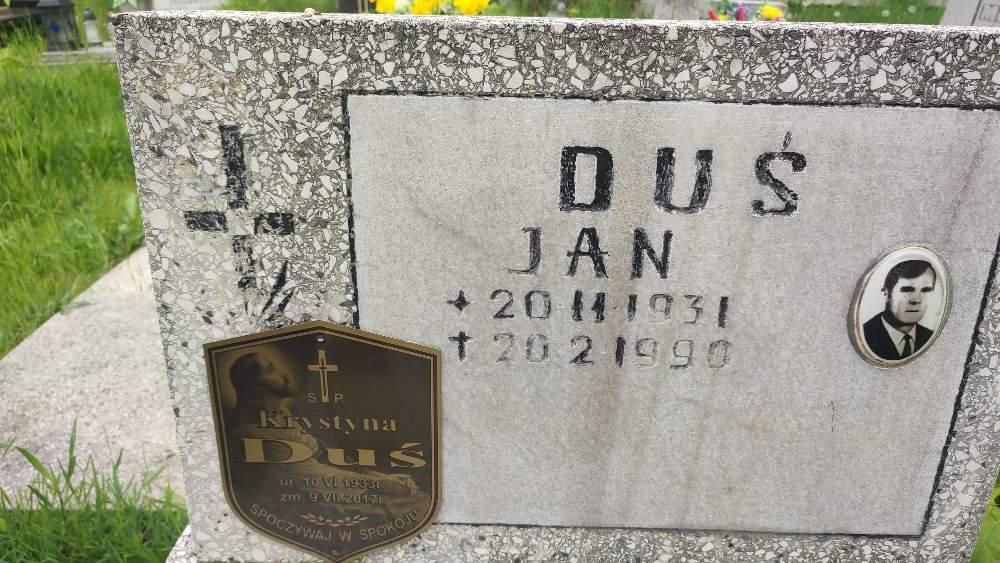 DUŚ
JAN
20 11 1931
20 2 1990
Ś. P.
Krystyna
Duś
ur. 10 VI 1933r.
zm. 9 VII 2017r.
SPOCZYWAJ W SPOKOJU